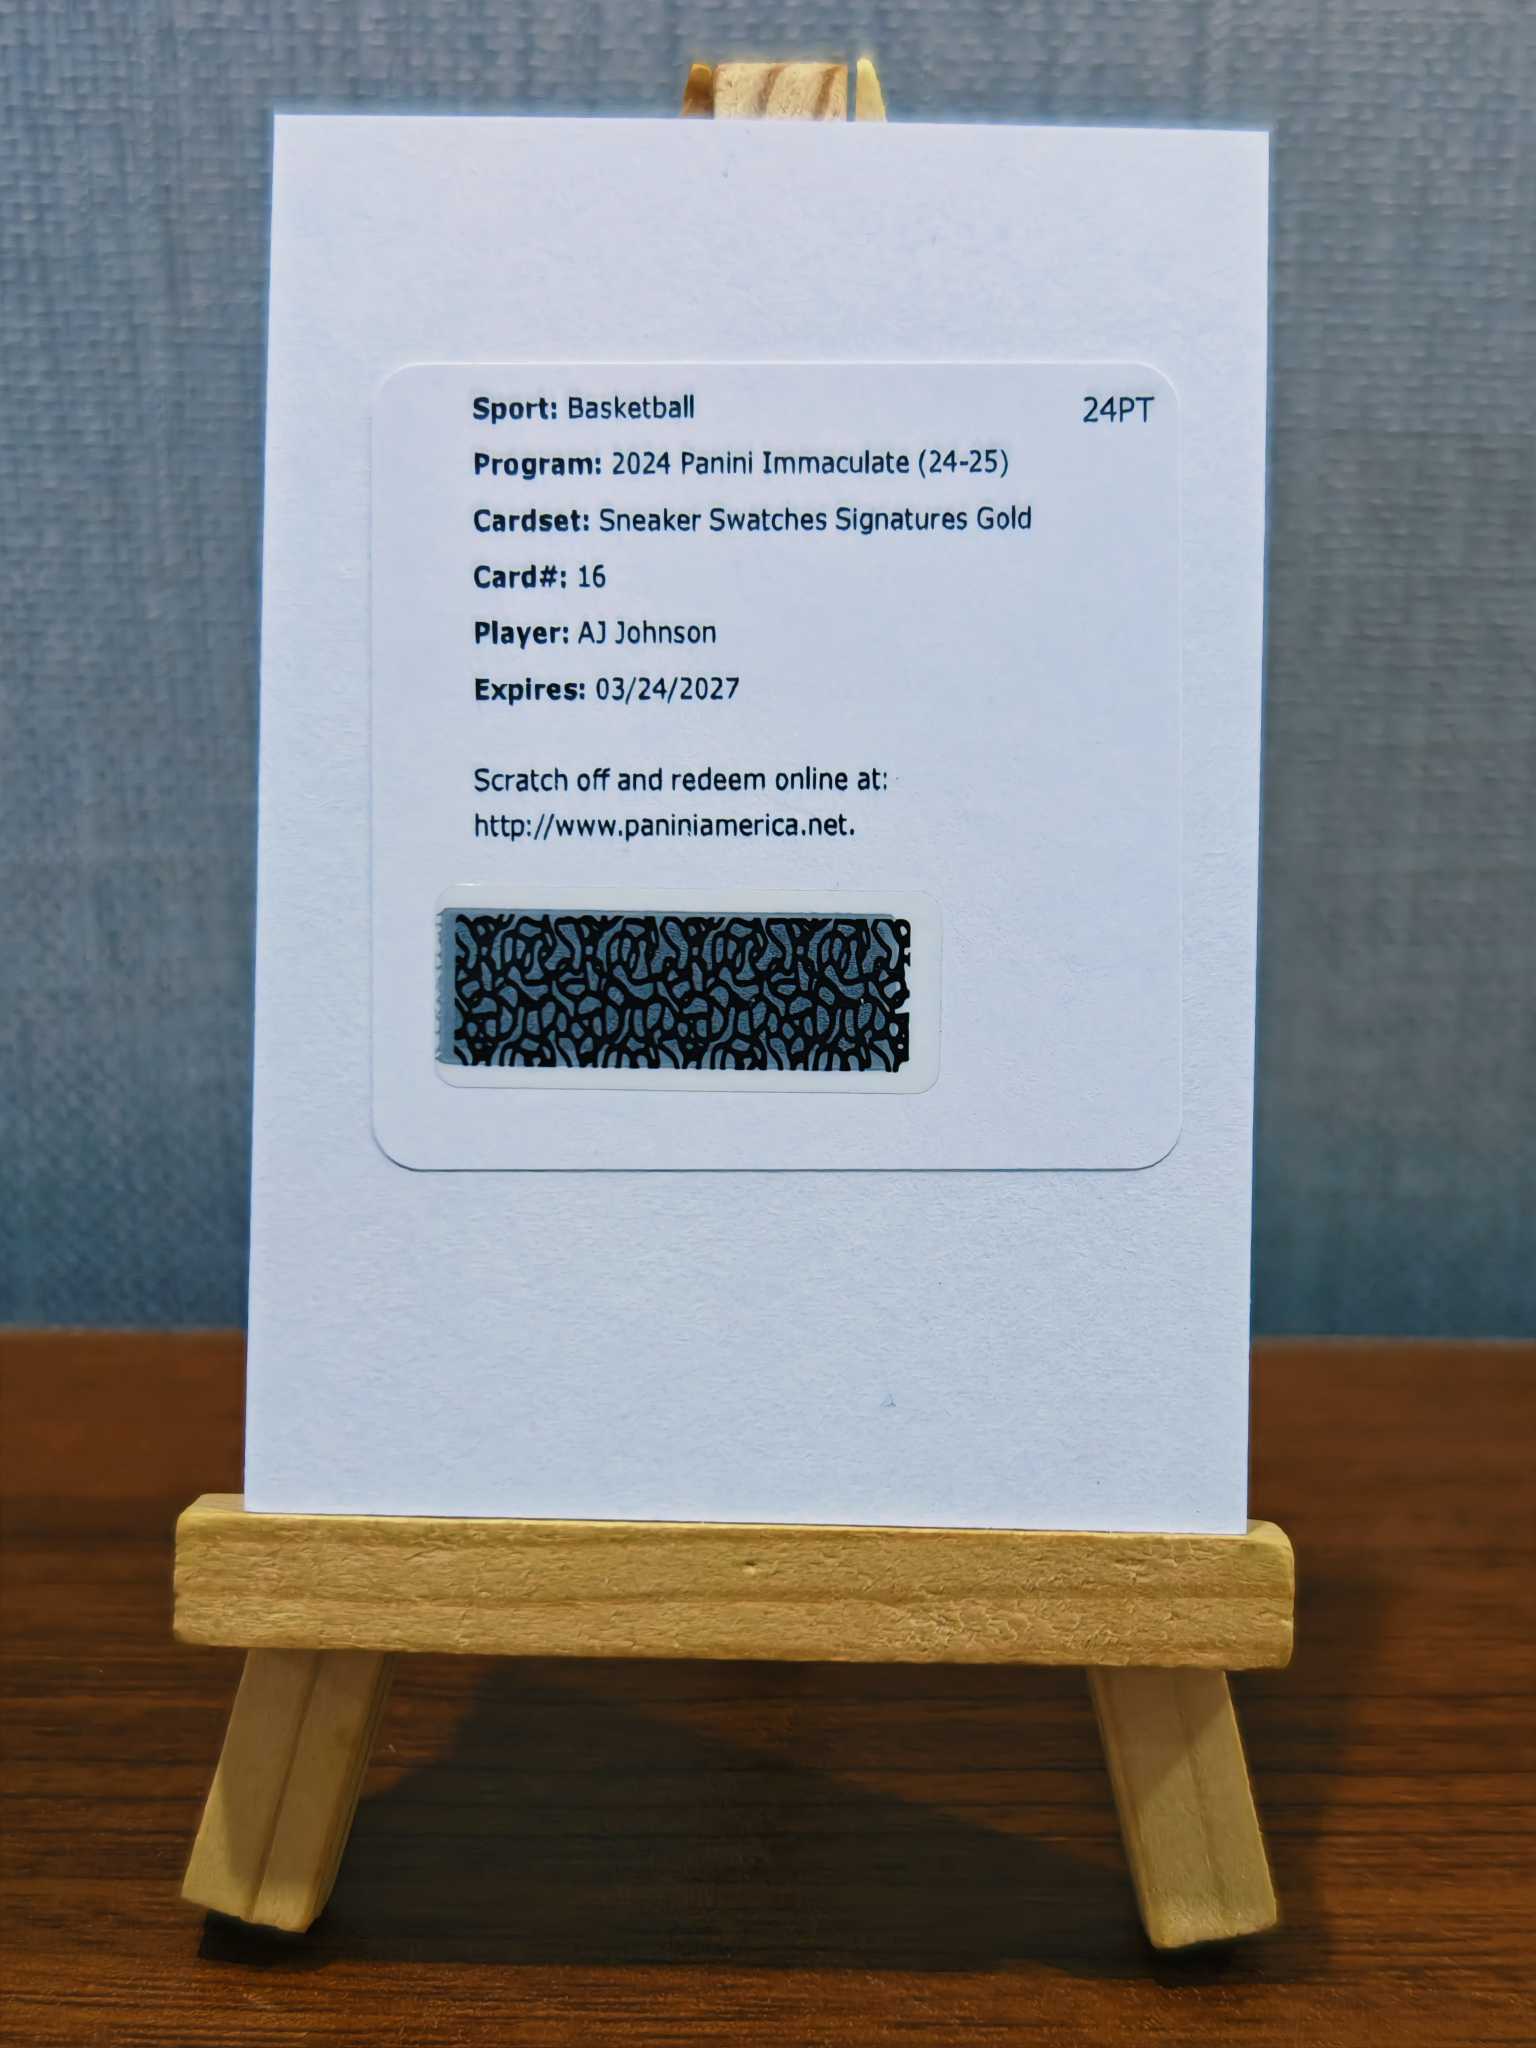 Sport: Basketball 24PT
Program: 2024 Panini Immaculate (24-25)
Cardset: Sneaker Swatches Signatures Gold
Card#: 16
Player: AJ Johnson
Expires: 03/24/2027
Scratch off and redeem online at:
http://www.paniniamerica.net.